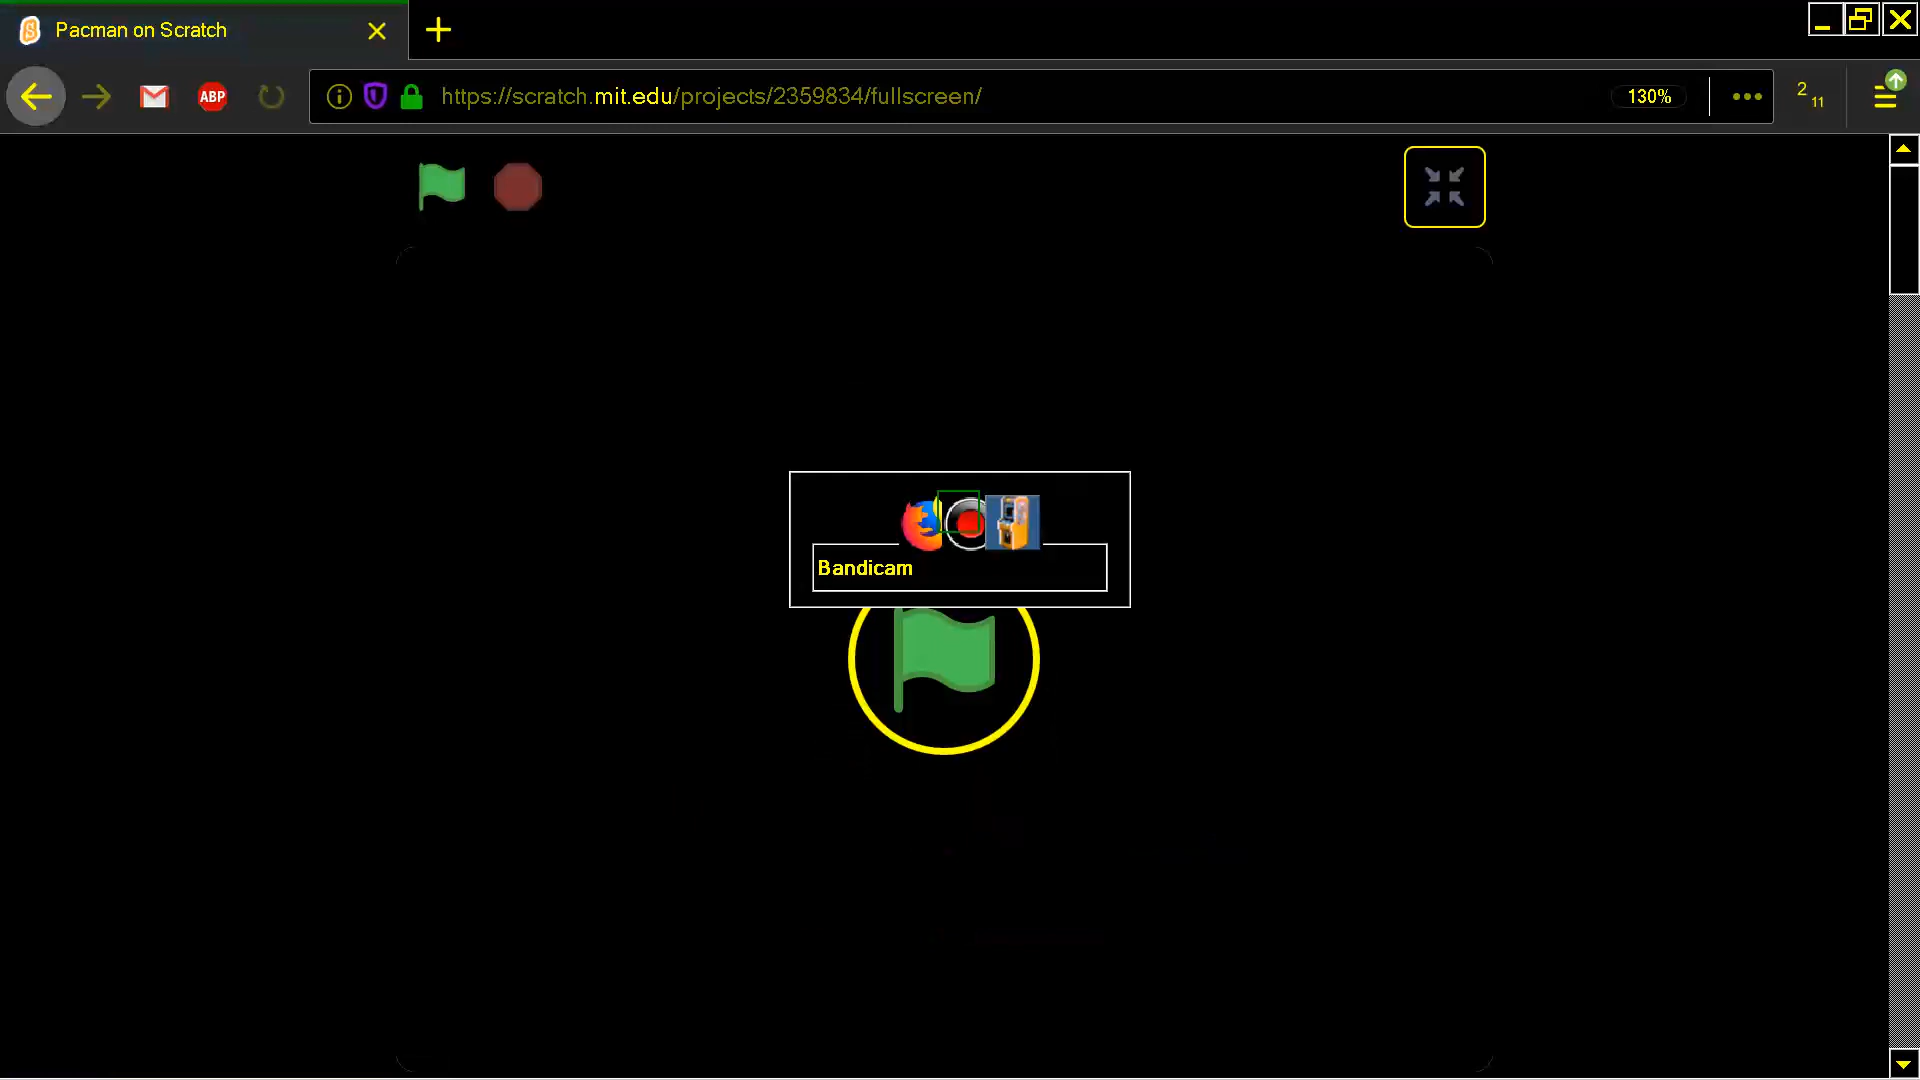 Pacman on Scratch
ABP
https://scratch.mit.edu/projects/2359834/fullscreen/
130%
2
11
Bandicam